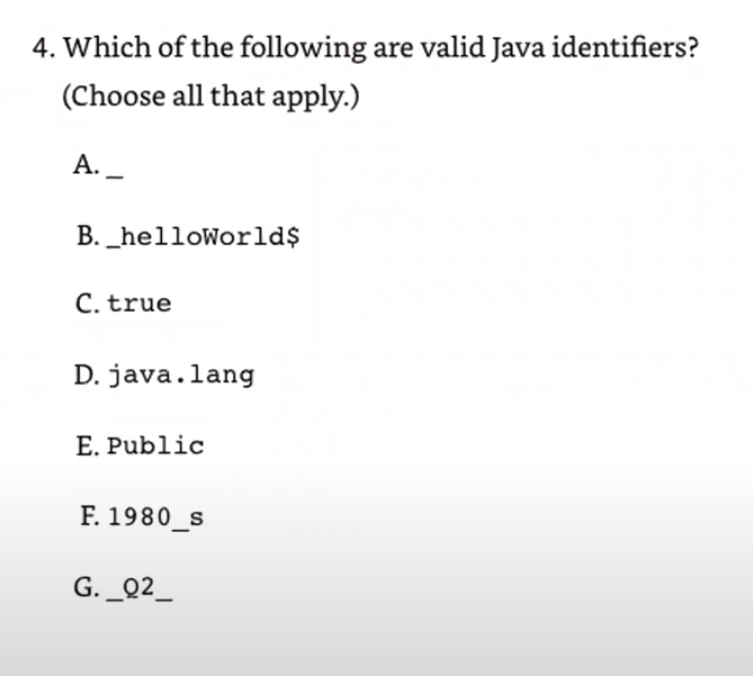 4. Which of the following are valid Java identifiers?
(Choose all that apply.)
A. _
B. _helloWorld$
C. true
D. java.lang
E. Public
F. 1980_s
G. _Q2_